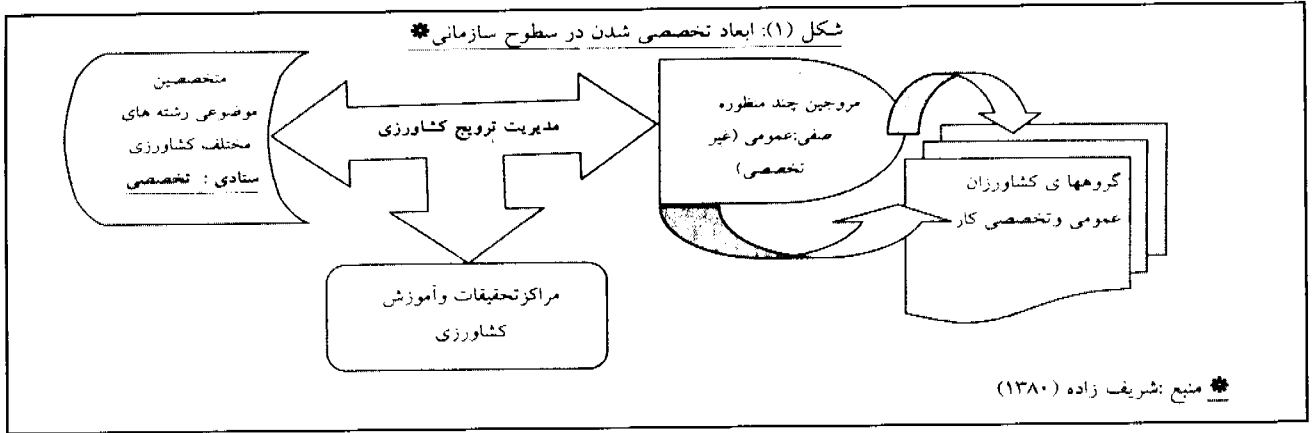 شکل (۱): ابعاد تخصصی شدن در سطوح سازمانی*
مروجین چند منظوره
صفی:عمومی (غیر
تخصصی)
مدیریت ترویج کشاورزی
متخصصین
موضوعی رشته های
مختلف کشاورزی
ستادی : تخصصی
گروهها ی کشاورزان
عمومی وتخصصی کار
مراکزتحقیقات وآموزش
کشاورزی
* منبع :شریف زاده (۱۳۸۰)